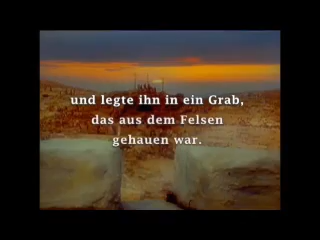 und legte ihn in ein Grab,
das aus dem Felsen
gehauen war.